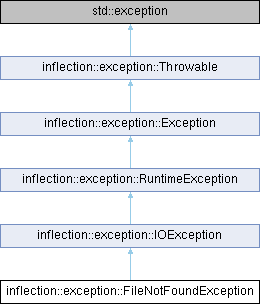 std::exception
inflection::exception::Throwable
inflection::exception::Exception
inflection::exception::RuntimeException
inflection::exception::IOException
inflection::exception::FileNotFoundException